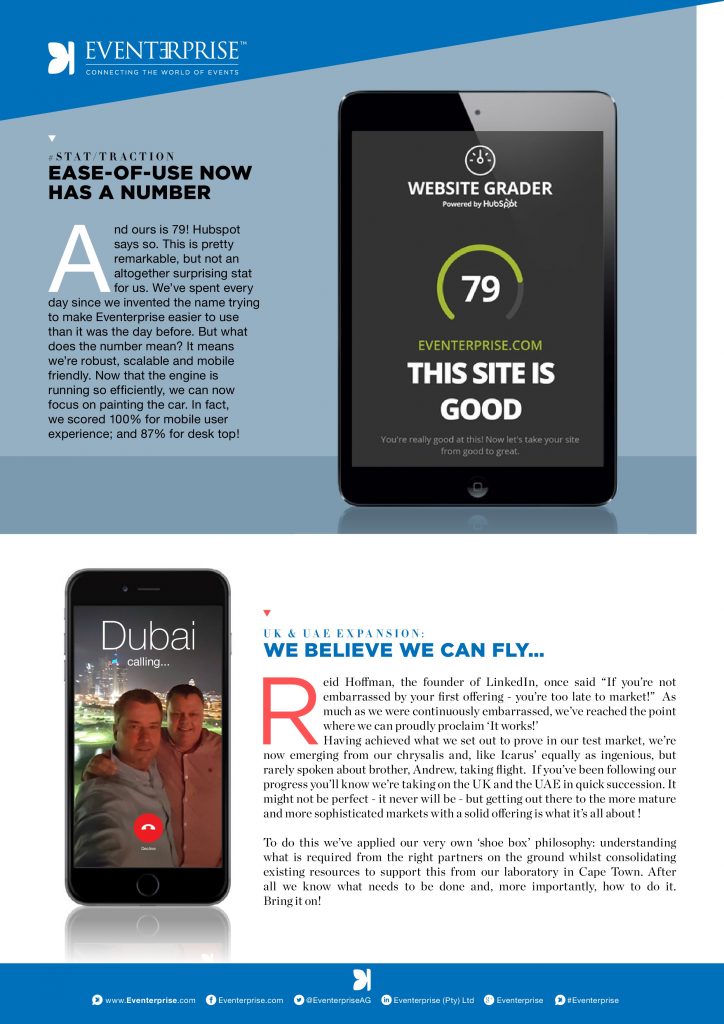 EVENTERPRISE™
CONNECTING THE WORLD OF EVENTS
#STAT/TRACTION
EASE-OF-USE NOW
HAS A NUMBER
And ours is 79! Hubspot
says so. This is pretty
remarkable, but not an
altogether surprising stat
for us. We've spent every
day since we invented the name trying
to make Eventerprise easier to use
than it was the day before. But what
does the number mean? It means
we're robust, scalable and mobile
friendly. Now that the engine is
running so efficiently, we can now
focus on painting the car. In fact,
we scored 100% for mobile user
experience; and 87% for desk top!
WEBSITE GRADER
Powered by HubSpot
79
EVENTERPRISE.COM
THIS SITE IS
GOOD
You're really good at this! Now let's take your site
from good to great.
Dubai
calling...
Decline
UK & UAE EXPANSION:
WE BELIEVE WE CAN FLY...
Reid Hoffman, the founder of LinkedIn, once said “If you're not
embarrassed by your first offering - you're too late to market!” As
much as we were continuously embarrassed, we've reached the point
where we can proudly proclaim ‘It works!’
Having achieved what we set out to prove in our test market, we're
now emerging from our chrysalis and, like Icarus’ equally as ingenious, but
rarely spoken about brother, Andrew, taking flight. If you've been following our
progress you'll know we're taking on the UK and the UAE in quick succession. It
might not be perfect - it never will be - but getting out there to the more mature
and more sophisticated markets with a solid offering is what it's all about !
To do this we've applied our very own ‘shoe box’ philosophy: understanding
what is required from the right partners on the ground whilst consolidating
existing resources to support this from our laboratory in Cape Town. After
all we know what needs to be done and, more importantly, how to do it.
Bring it on!
www.Eventerprise.com Eventerprise.com @EventerpriseAG Eventerprise (Pty) Ltd Eventerprise #Eventerprise